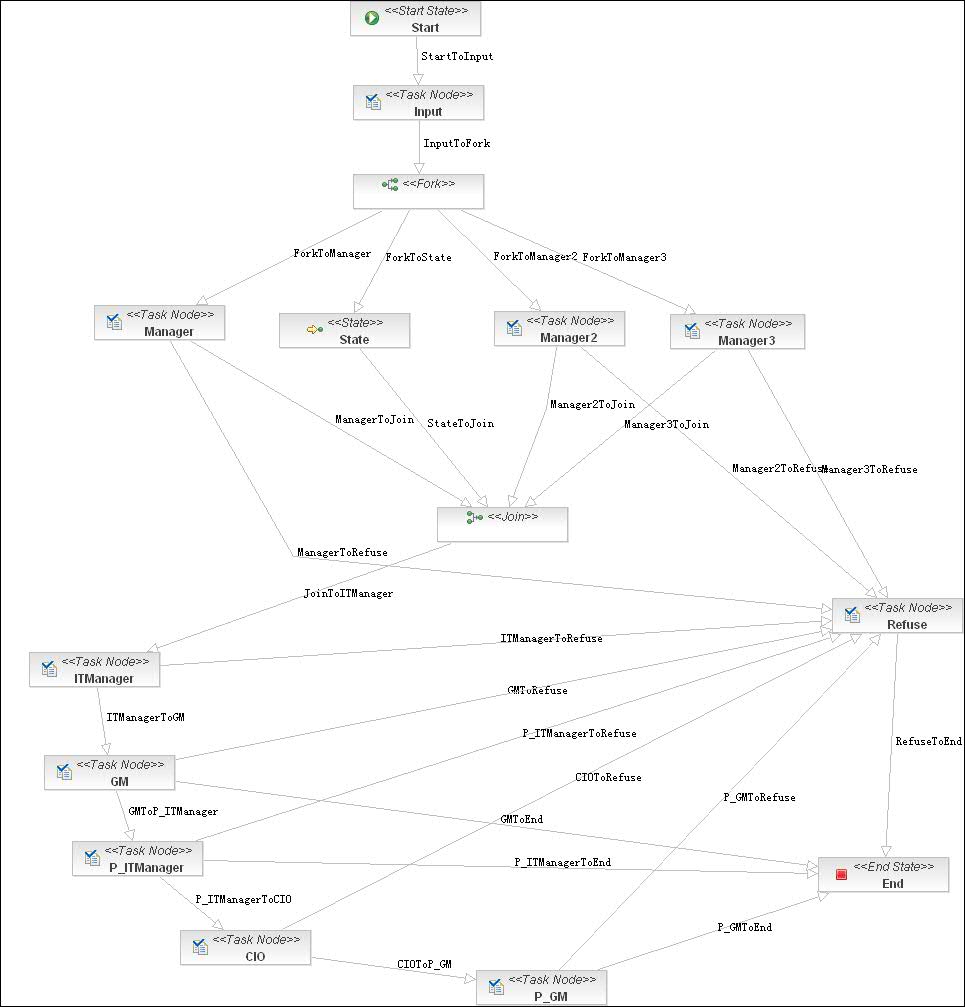 <<Start State>>
Start
StartToInput
<<Task Node>>
Input
InputToFork
<<Fork>>
ForkToManager
ForkToState
ForkToManager2
ForkToManager3
<<Task Node>>
Manager
<<State>>
State
<<Task Node>>
Manager2
<<Task Node>>
Manager3
ManagerToJoin
StateToJoin
Manager2ToJoin
Manager3ToJoin
Manager2ToRefuse
Manager3ToRefuse
<<Join>>
ManagerToRefuse
JoinToITManager
<<Task Node>>
Refuse
ITManagerToRefuse
<<Task Node>>
ITManager
GMToRefuse
ITManagerToGM
P_ITManagerToRefuse
RefuseToEnd
<<Task Node>>
GM
CIOToRefuse
P_GMToRefuse
GMToP_ITManager
GMToEnd
<<Task Node>>
P_ITManager
P_ITManagerToEnd
<<End State>>
End
P_ITManagerToCIO
P_GMToEnd
<<Task Node>>
CIO
CIOToP_GM
<<Task Node>>
P_GM